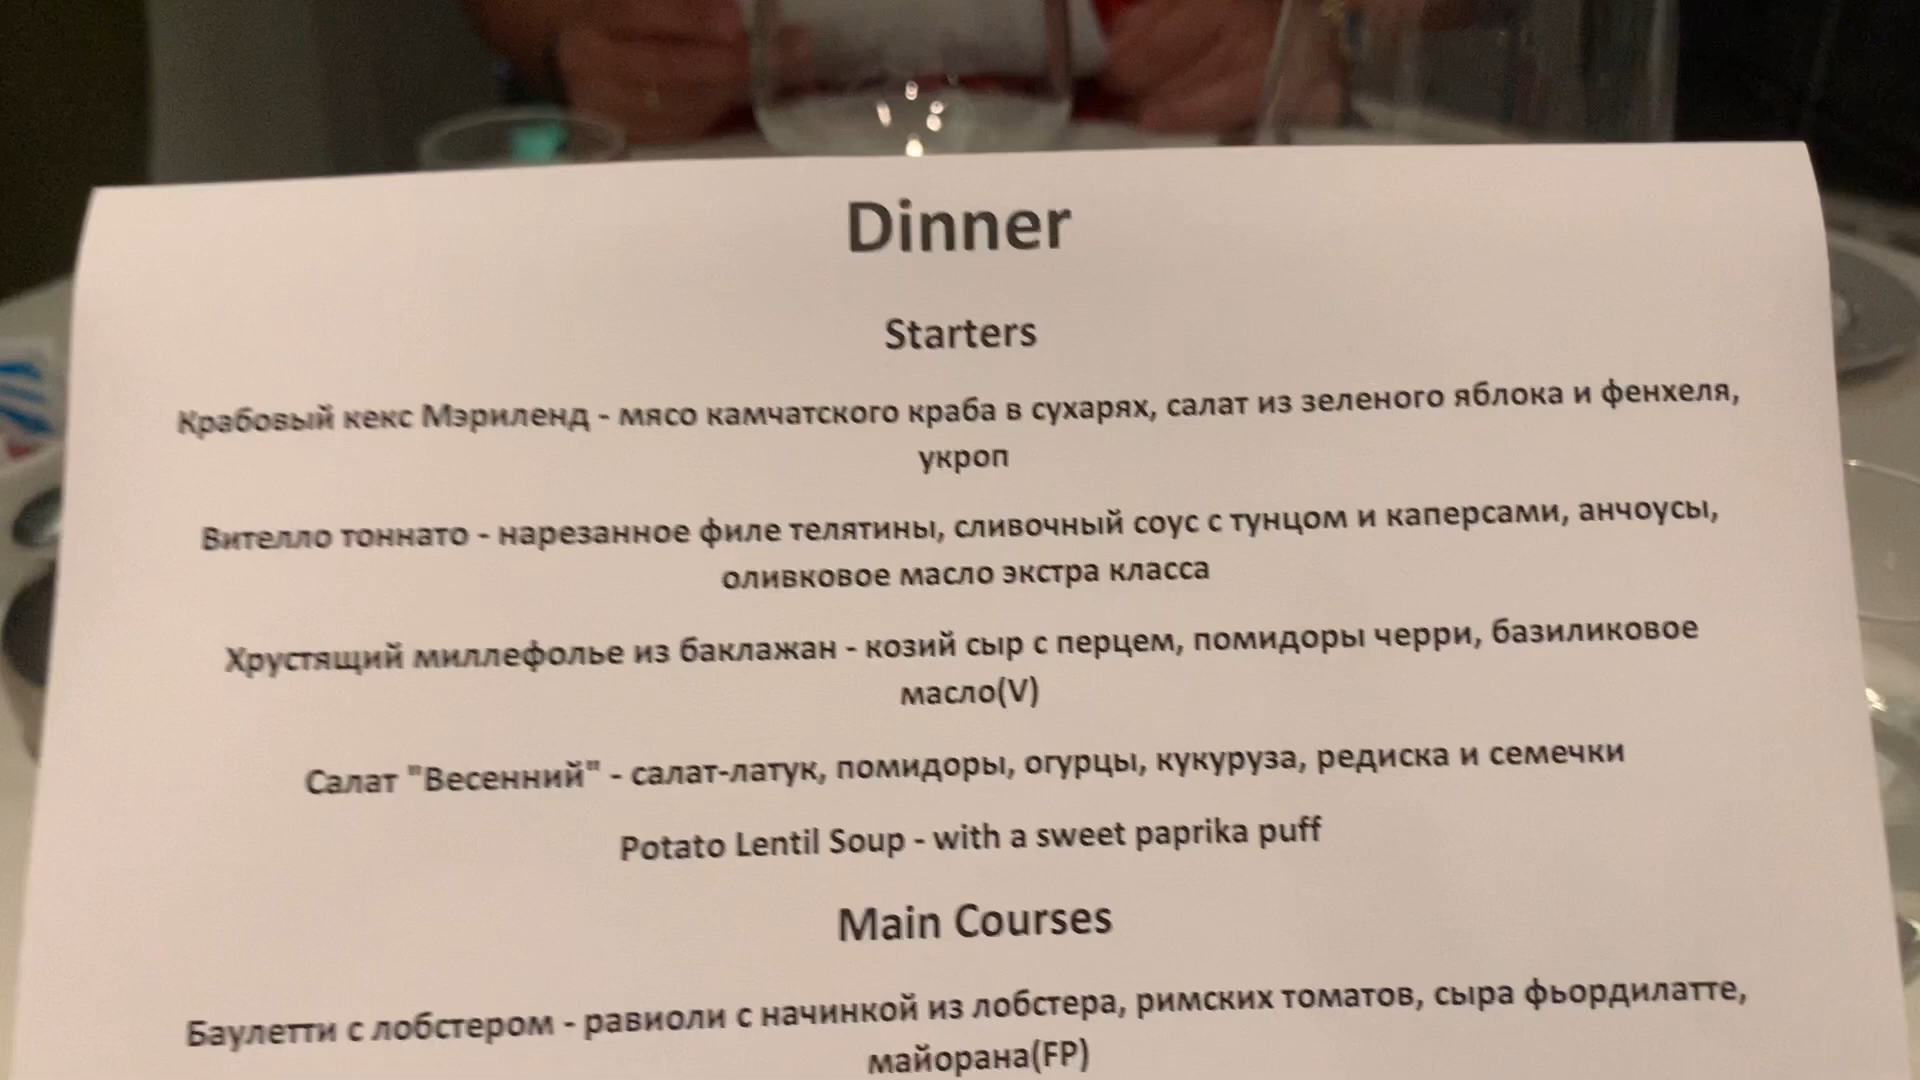 Dinner
Starters
Крабовый кекс Мэриленд - мясо камчатского краба в сухарях, салат из зеленого яблока и фенхеля,
укроп
Вителло тоннато - нарезанное филе телятины, сливочный соус с тунцом и каперсами, анчоусы,
оливковое масло экстра класса
Хрустящий миллефолье из баклажан - козий сыр с перцем, помидоры черри, базиликовое
масло(V)
Салат "Весенний" - салат-латук, помидоры, огурцы, кукуруза, редиска и семечки
Potato Lentil Soup - with a sweet paprika puff
Main Courses
Баулетти с лобстером - равиоли с начинкой из лобстера, римских томатов, сыра фьордилатте,
майорана(FP)